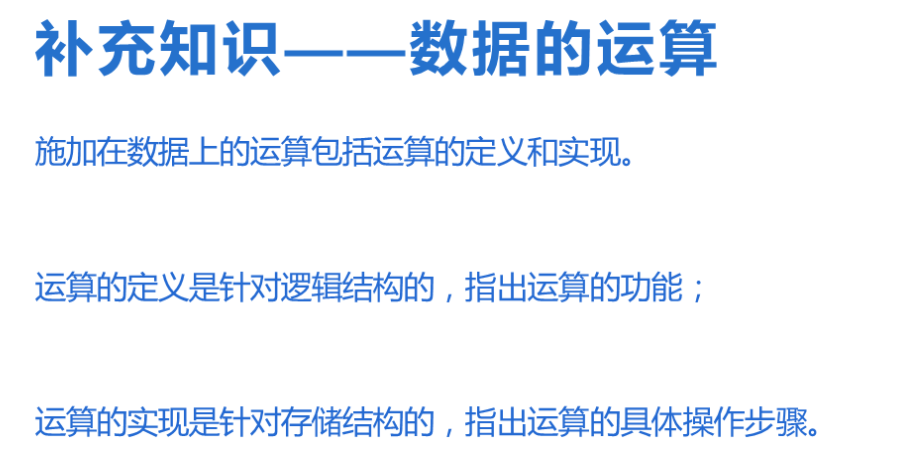 补充知识——数据的运算
施加在数据上的运算包括运算的定义和实现。
运算的定义是针对逻辑结构的，指出运算的功能；
运算的实现是针对存储结构的，指出运算的具体操作步骤。